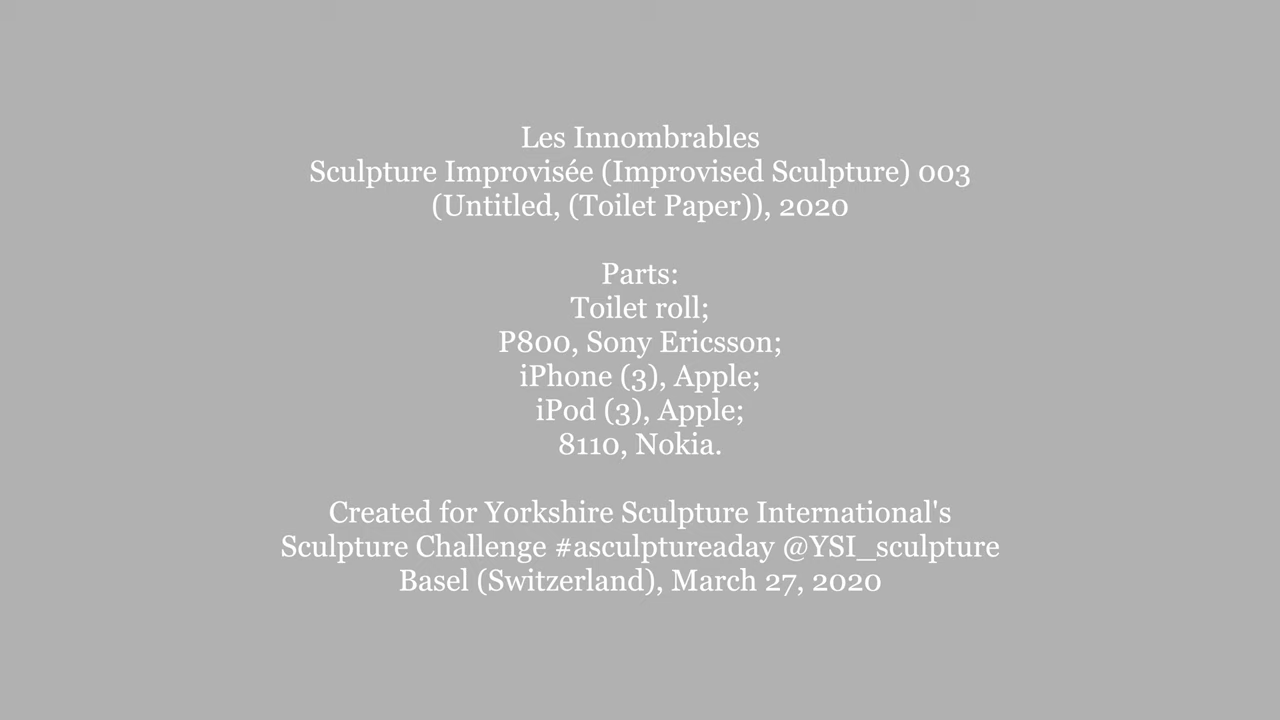 Les Innombrables
Sculpture Improvisée (Improvised Sculpture) 003
(Untitled, (Toilet Paper)), 2020
Parts:
Toilet roll;
P800, Sony Ericsson;
iPhone (3), Apple;
iPod (3), Apple;
8110, Nokia.
Created for Yorkshire Sculpture International's
Sculpture Challenge #asculptureaday @YSI_sculpture
Basel (Switzerland), March 27, 2020